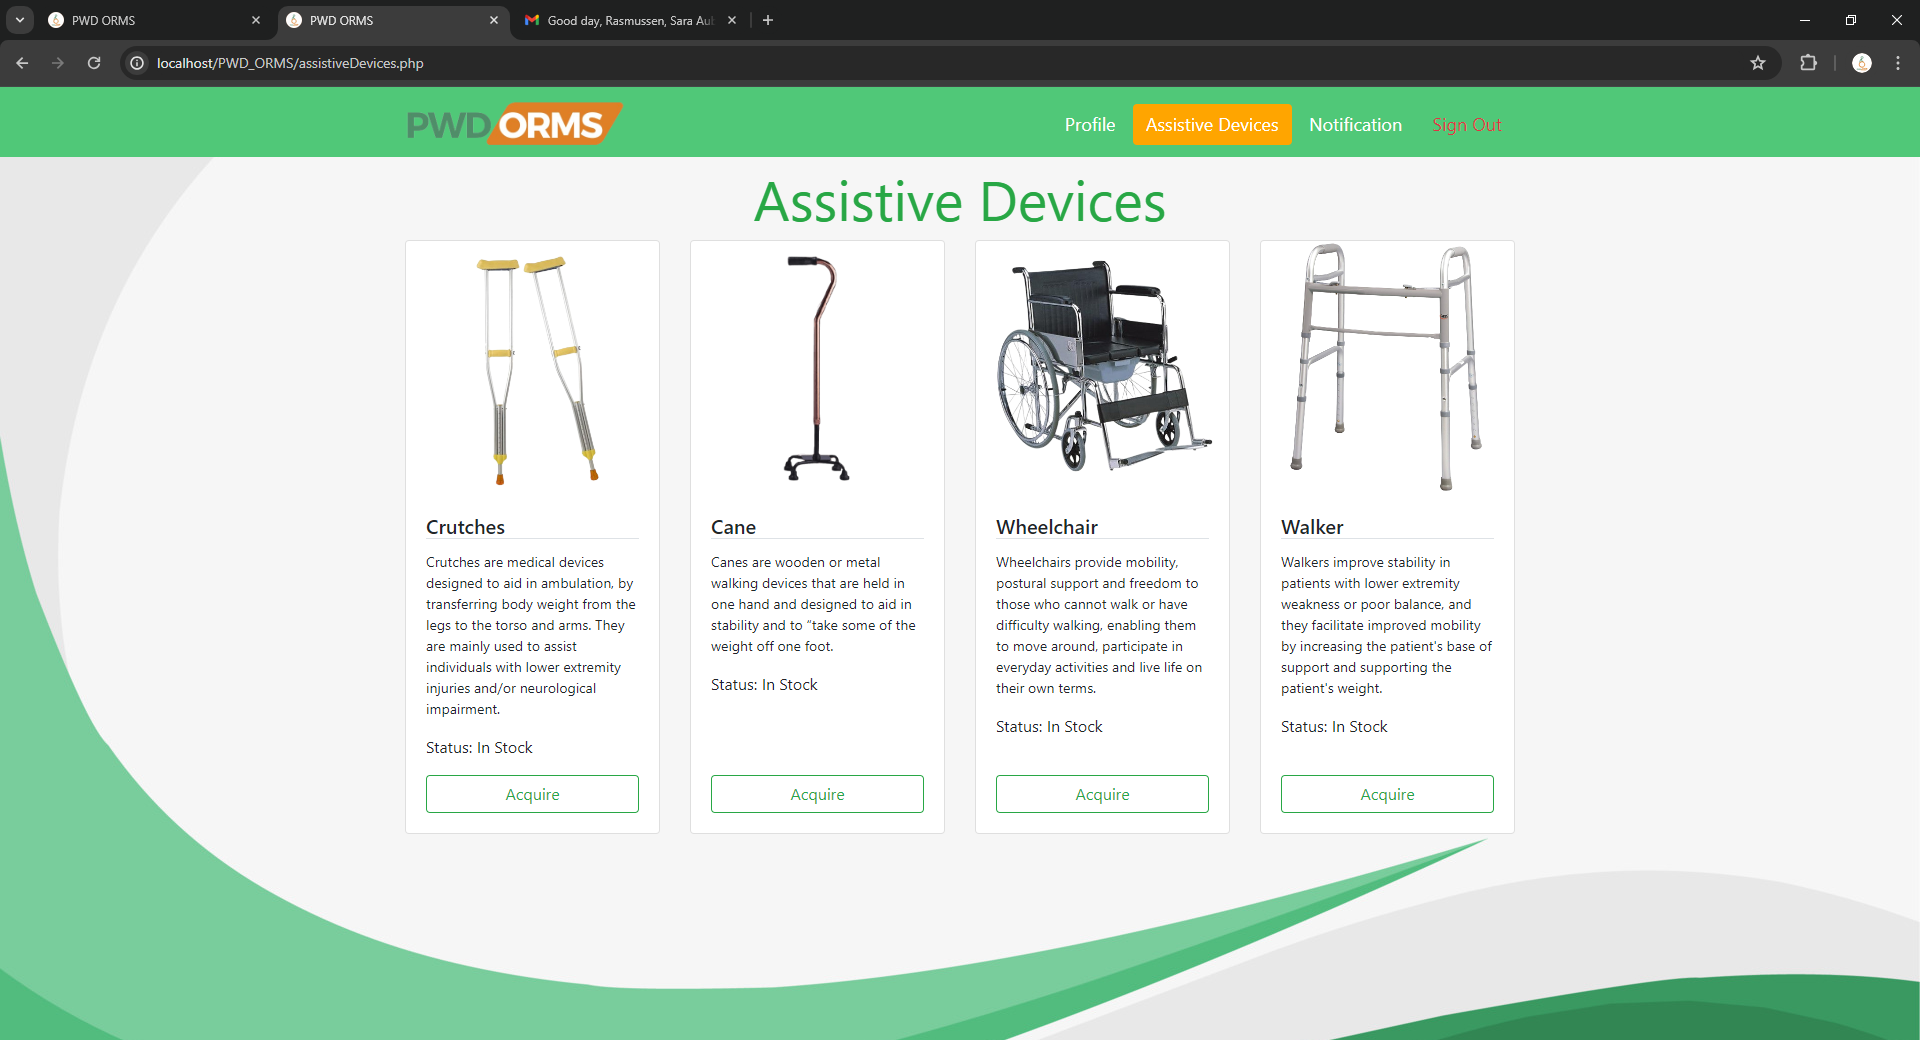 PWD ORMS
PWD ORMS
Good day, Rasmussen, Sara Au
localhost/PWD_ORMS/assistiveDevices.php
PWD ORMS
Profile
Assistive Devices
Notification
Sign Out
Assistive Devices
Crutches
Crutches are medical devices
designed to aid in ambulation, by
transferring body weight from the
legs to the torso and arms. They
are mainly used to assist
individuals with lower extremity
injuries and/or neurological
impairment.
Status: In Stock
Acquire
Cane
Canes are wooden or metal
walking devices that are held in
one hand and designed to aid in
stability and to “take some of the
weight off one foot.
Status: In Stock
Acquire
Wheelchair
Wheelchairs provide mobility,
postural support and freedom to
those who cannot walk or have
difficulty walking, enabling them
to move around, participate in
everyday activities and live life on
their own terms.
Status: In Stock
Acquire
Walker
Walkers improve stability in
patients with lower extremity
weakness or poor balance, and
they facilitate improved mobility
by increasing the patient's base of
support and supporting the
patient's weight.
Status: In Stock
Acquire